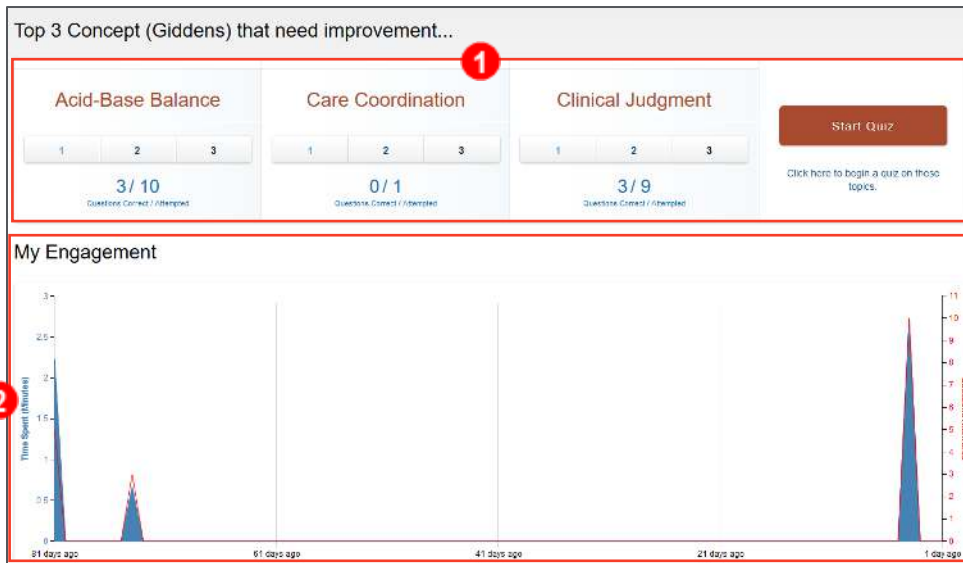 Top 3 Concept (Giddens) that need improvement...
1
Acid-Base Balance
1 2 3
3 / 10
Questions Correct / Attempted
Care Coordination
1 2 3
0 / 1
Questions Correct / Attempted
Clinical Judgment
1 2 3
3 / 9
Questions Correct / Attempted
Start Quiz
Click here to begin a quiz on these
topics.
My Engagement
2
Time Spent (Minutes)
3
2.5
2
1.5
1
0.5
0
11
10
9
8
7
6
5
4
3
2
1
0
81 days ago 61 days ago 41 days ago 21 days ago 1 day ago